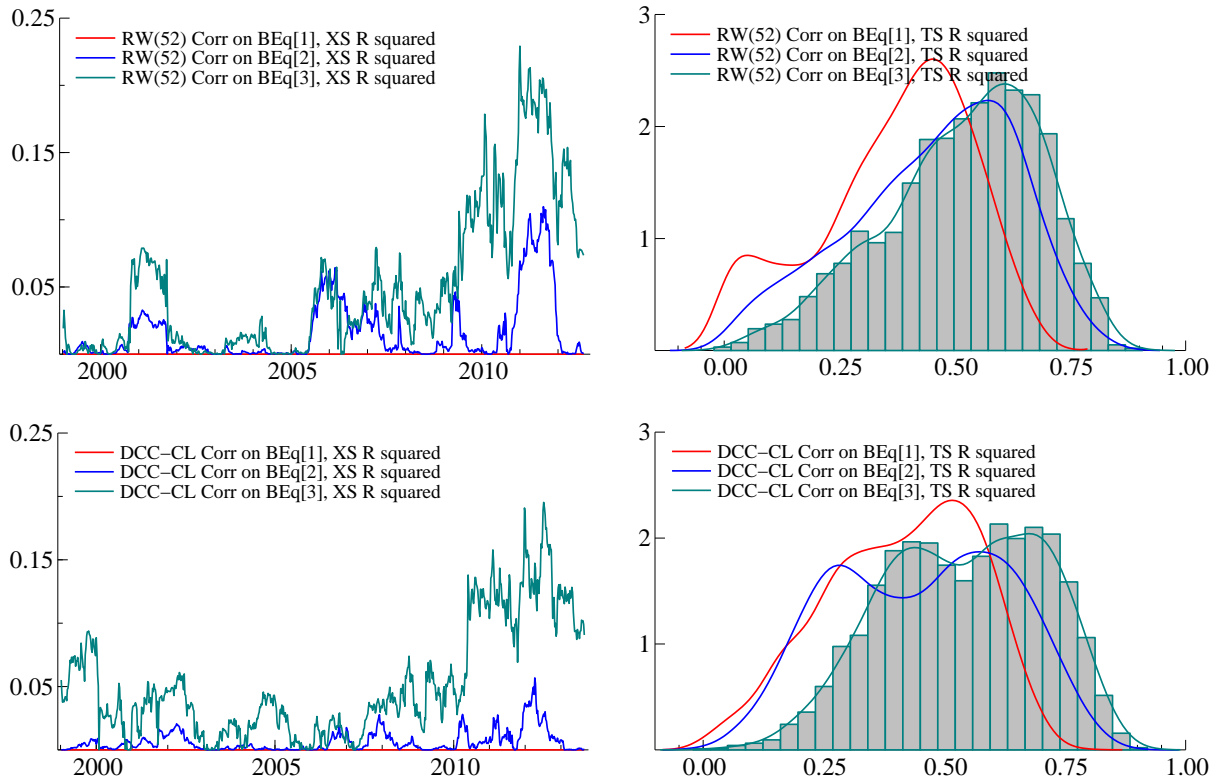 0.25
RW(52) Corr on BEq[1], XS R squared
RW(52) Corr on BEq[2], XS R squared
RW(52) Corr on BEq[3], XS R squared
0.15
0.05
2000 2005 2010
3
RW(52) Corr on BEq[1], TS R squared
RW(52) Corr on BEq[2], TS R squared
RW(52) Corr on BEq[3], TS R squared
2
1
0.00 0.25 0.50 0.75 1.00
0.25
DCC−CL Corr on BEq[1], XS R squared
DCC−CL Corr on BEq[2], XS R squared
DCC−CL Corr on BEq[3], XS R squared
0.15
0.05
2000 2005 2010
3
DCC−CL Corr on BEq[1], TS R squared
DCC−CL Corr on BEq[2], TS R squared
DCC−CL Corr on BEq[3], TS R squared
2
1
0.00 0.25 0.50 0.75 1.00